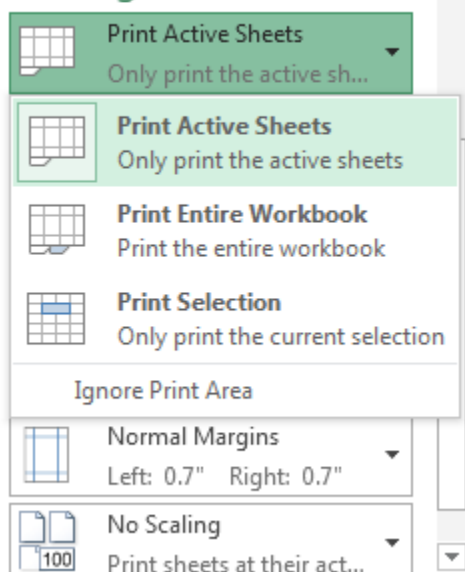 Print Active Sheets
Only print the active sh...
Print Active Sheets
Only print the active sheets
Print Entire Workbook
Print the entire workbook
Print Selection
Only print the current selection
Ignore Print Area
Normal Margins
Left: 0.7" Right: 0.7"
No Scaling
100
Print sheets at their act...